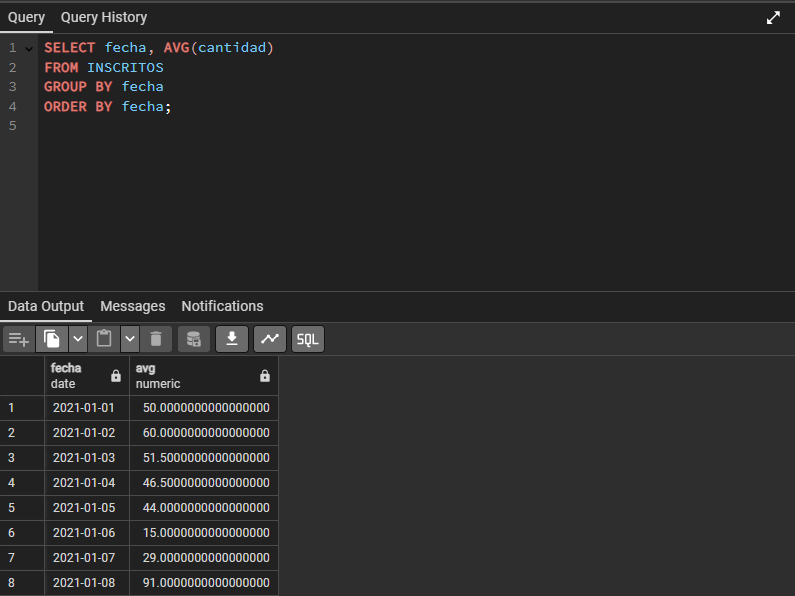 Query Query History
1 SELECT fecha, AVG(cantidad)
2 FROM INSCRITOS
3 GROUP BY fecha
4 ORDER BY fecha;
5
Data Output Messages Notifications
SQL
fecha avg
date numeric
1 2021-01-01 50.0000000000000000
2 2021-01-02 60.0000000000000000
3 2021-01-03 51.5000000000000000
4 2021-01-04 46.5000000000000000
5 2021-01-05 44.0000000000000000
6 2021-01-06 15.0000000000000000
7 2021-01-07 29.0000000000000000
8 2021-01-08 91.0000000000000000